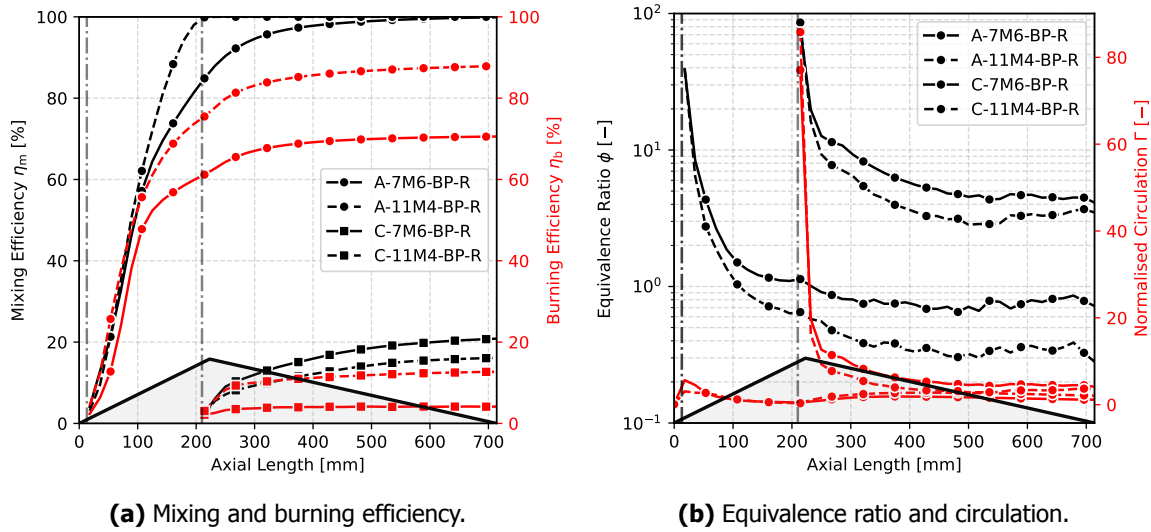 100
80
60
40
20
0
Mixing Efficiency ηm [%]
100
80
60
40
20
0
Burning Efficiency ηb [%]
A-7M6-BP-R
A-11M4-BP-R
C-7M6-BP-R
C-11M4-BP-R
0 100 200 300 400 500 600 700
Axial Length [mm]
(a) Mixing and burning efficiency.
10²
10¹
10⁰
10⁻¹
Equivalence Ratio ϕ [−]
80
60
40
20
0
Normalised Circulation Γ [−]
A-7M6-BP-R
A-11M4-BP-R
C-7M6-BP-R
C-11M4-BP-R
0 100 200 300 400 500 600 700
Axial Length [mm]
(b) Equivalence ratio and circulation.